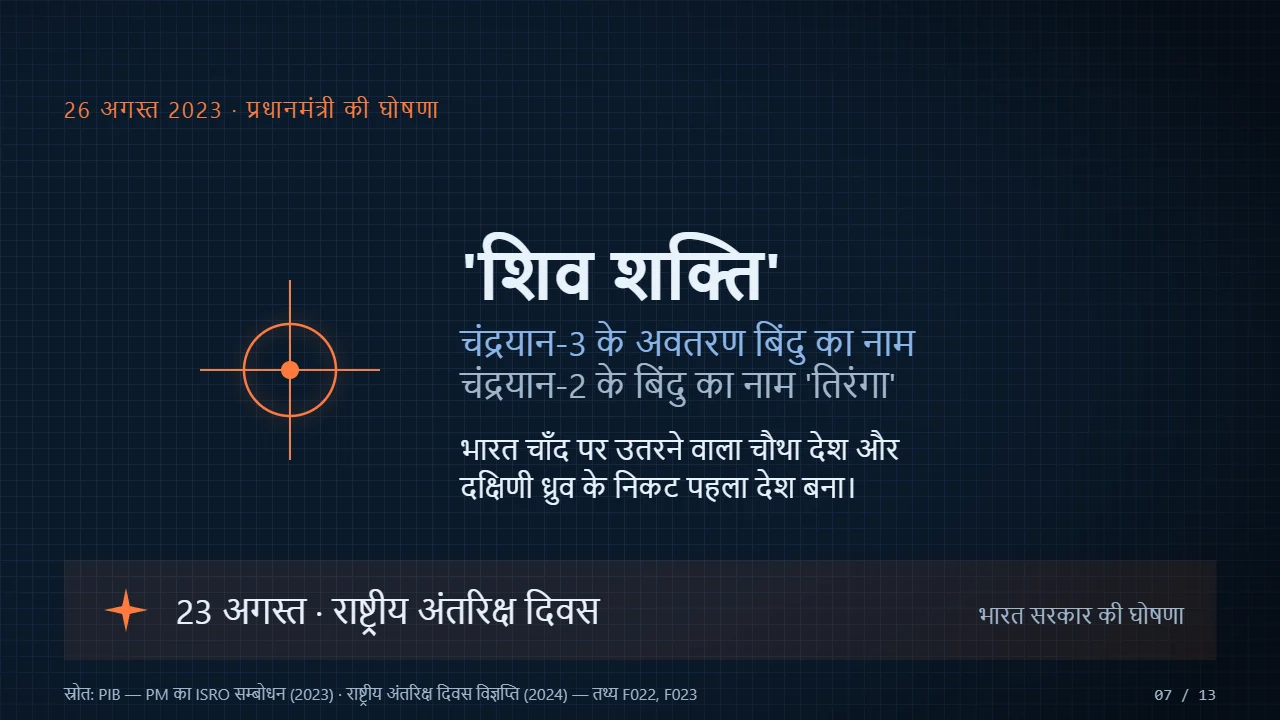 26 अगस्त 2023 · प्रधानमंत्री की घोषणा
'शिव शक्ति'
चंद्रयान-3 के अवतरण बिंदु का नाम
चंद्रयान-2 के बिंदु का नाम 'तिरंगा'
भारत चाँद पर उतरने वाला चौथा देश और
दक्षिणी ध्रुव के निकट पहला देश बना।
23 अगस्त · राष्ट्रीय अंतरिक्ष दिवस
भारत सरकार की घोषणा
स्रोत: PIB — PM का ISRO सम्बोधन (2023) · राष्ट्रीय अंतरिक्ष दिवस विज्ञप्ति (2024) — तथ्य F022, F023
07 / 13